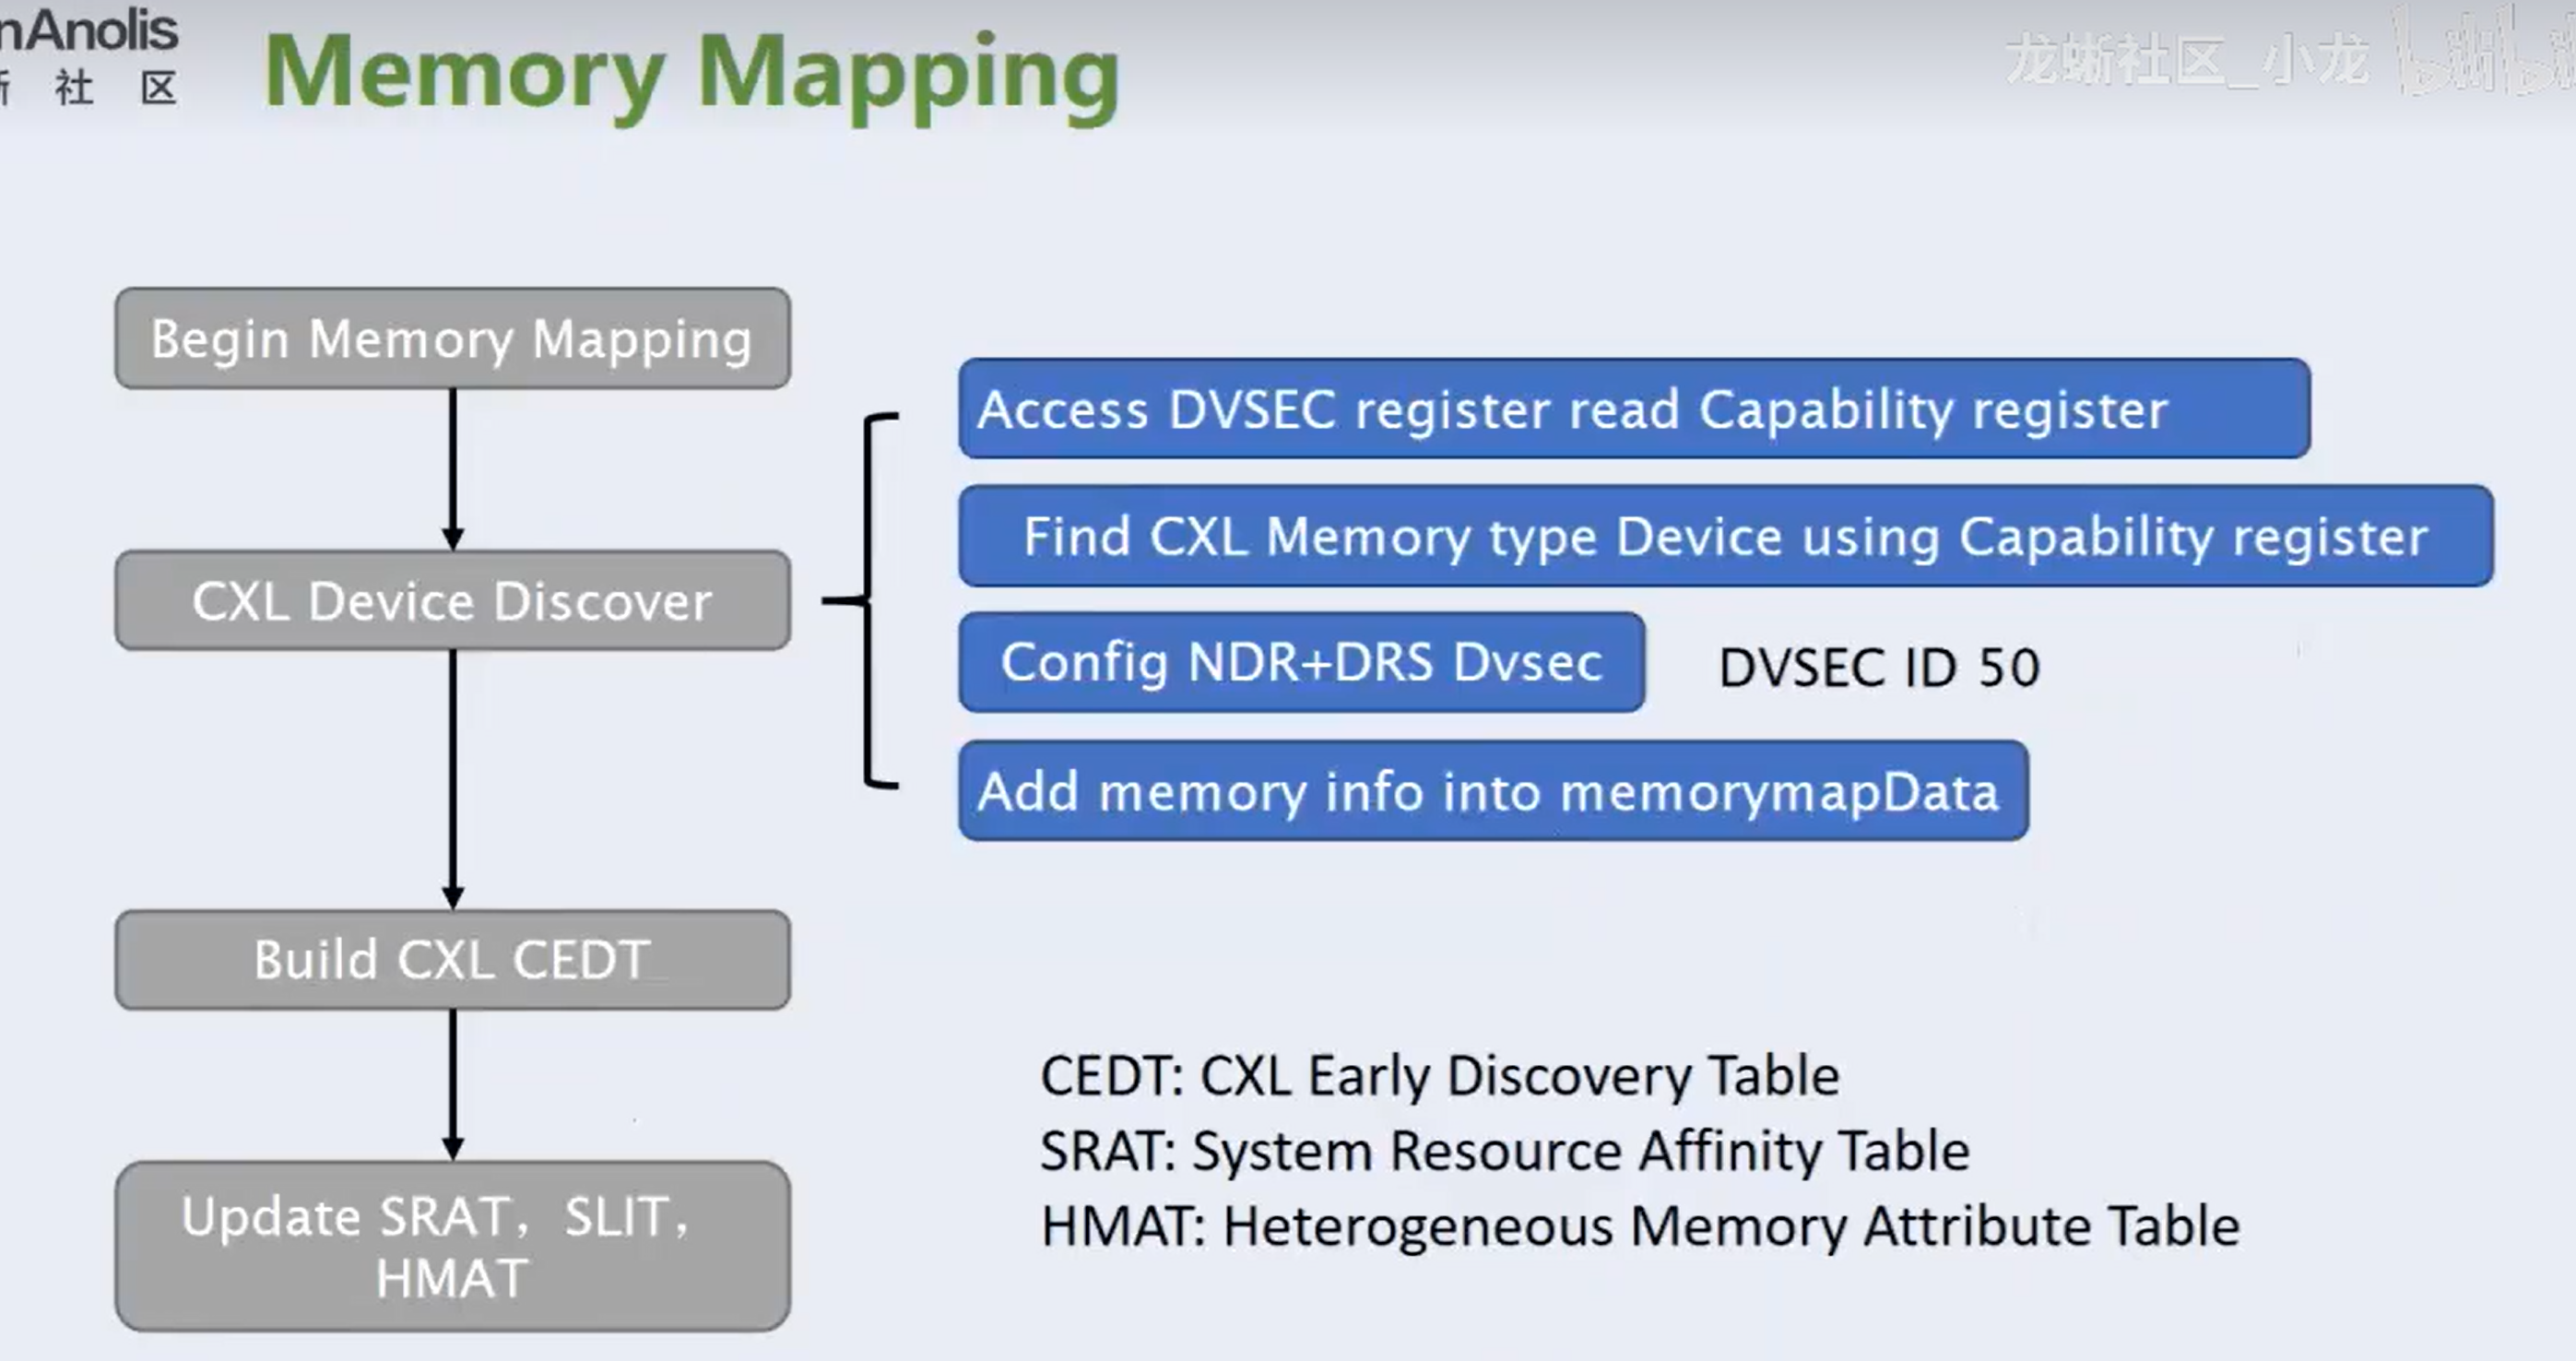 nAnolis
社 区
Memory Mapping
龙蜥社区_小龙 bilibili
Begin Memory Mapping
Access DVSEC register read Capability register
Find CXL Memory type Device using Capability register
CXL Device Discover
Config NDR+DRS Dvsec
DVSEC ID 50
Add memory info into memorymapData
Build CXL CEDT
CEDT: CXL Early Discovery Table
SRAT: System Resource Affinity Table
HMAT: Heterogeneous Memory Attribute Table
Update SRAT，SLIT，
HMAT